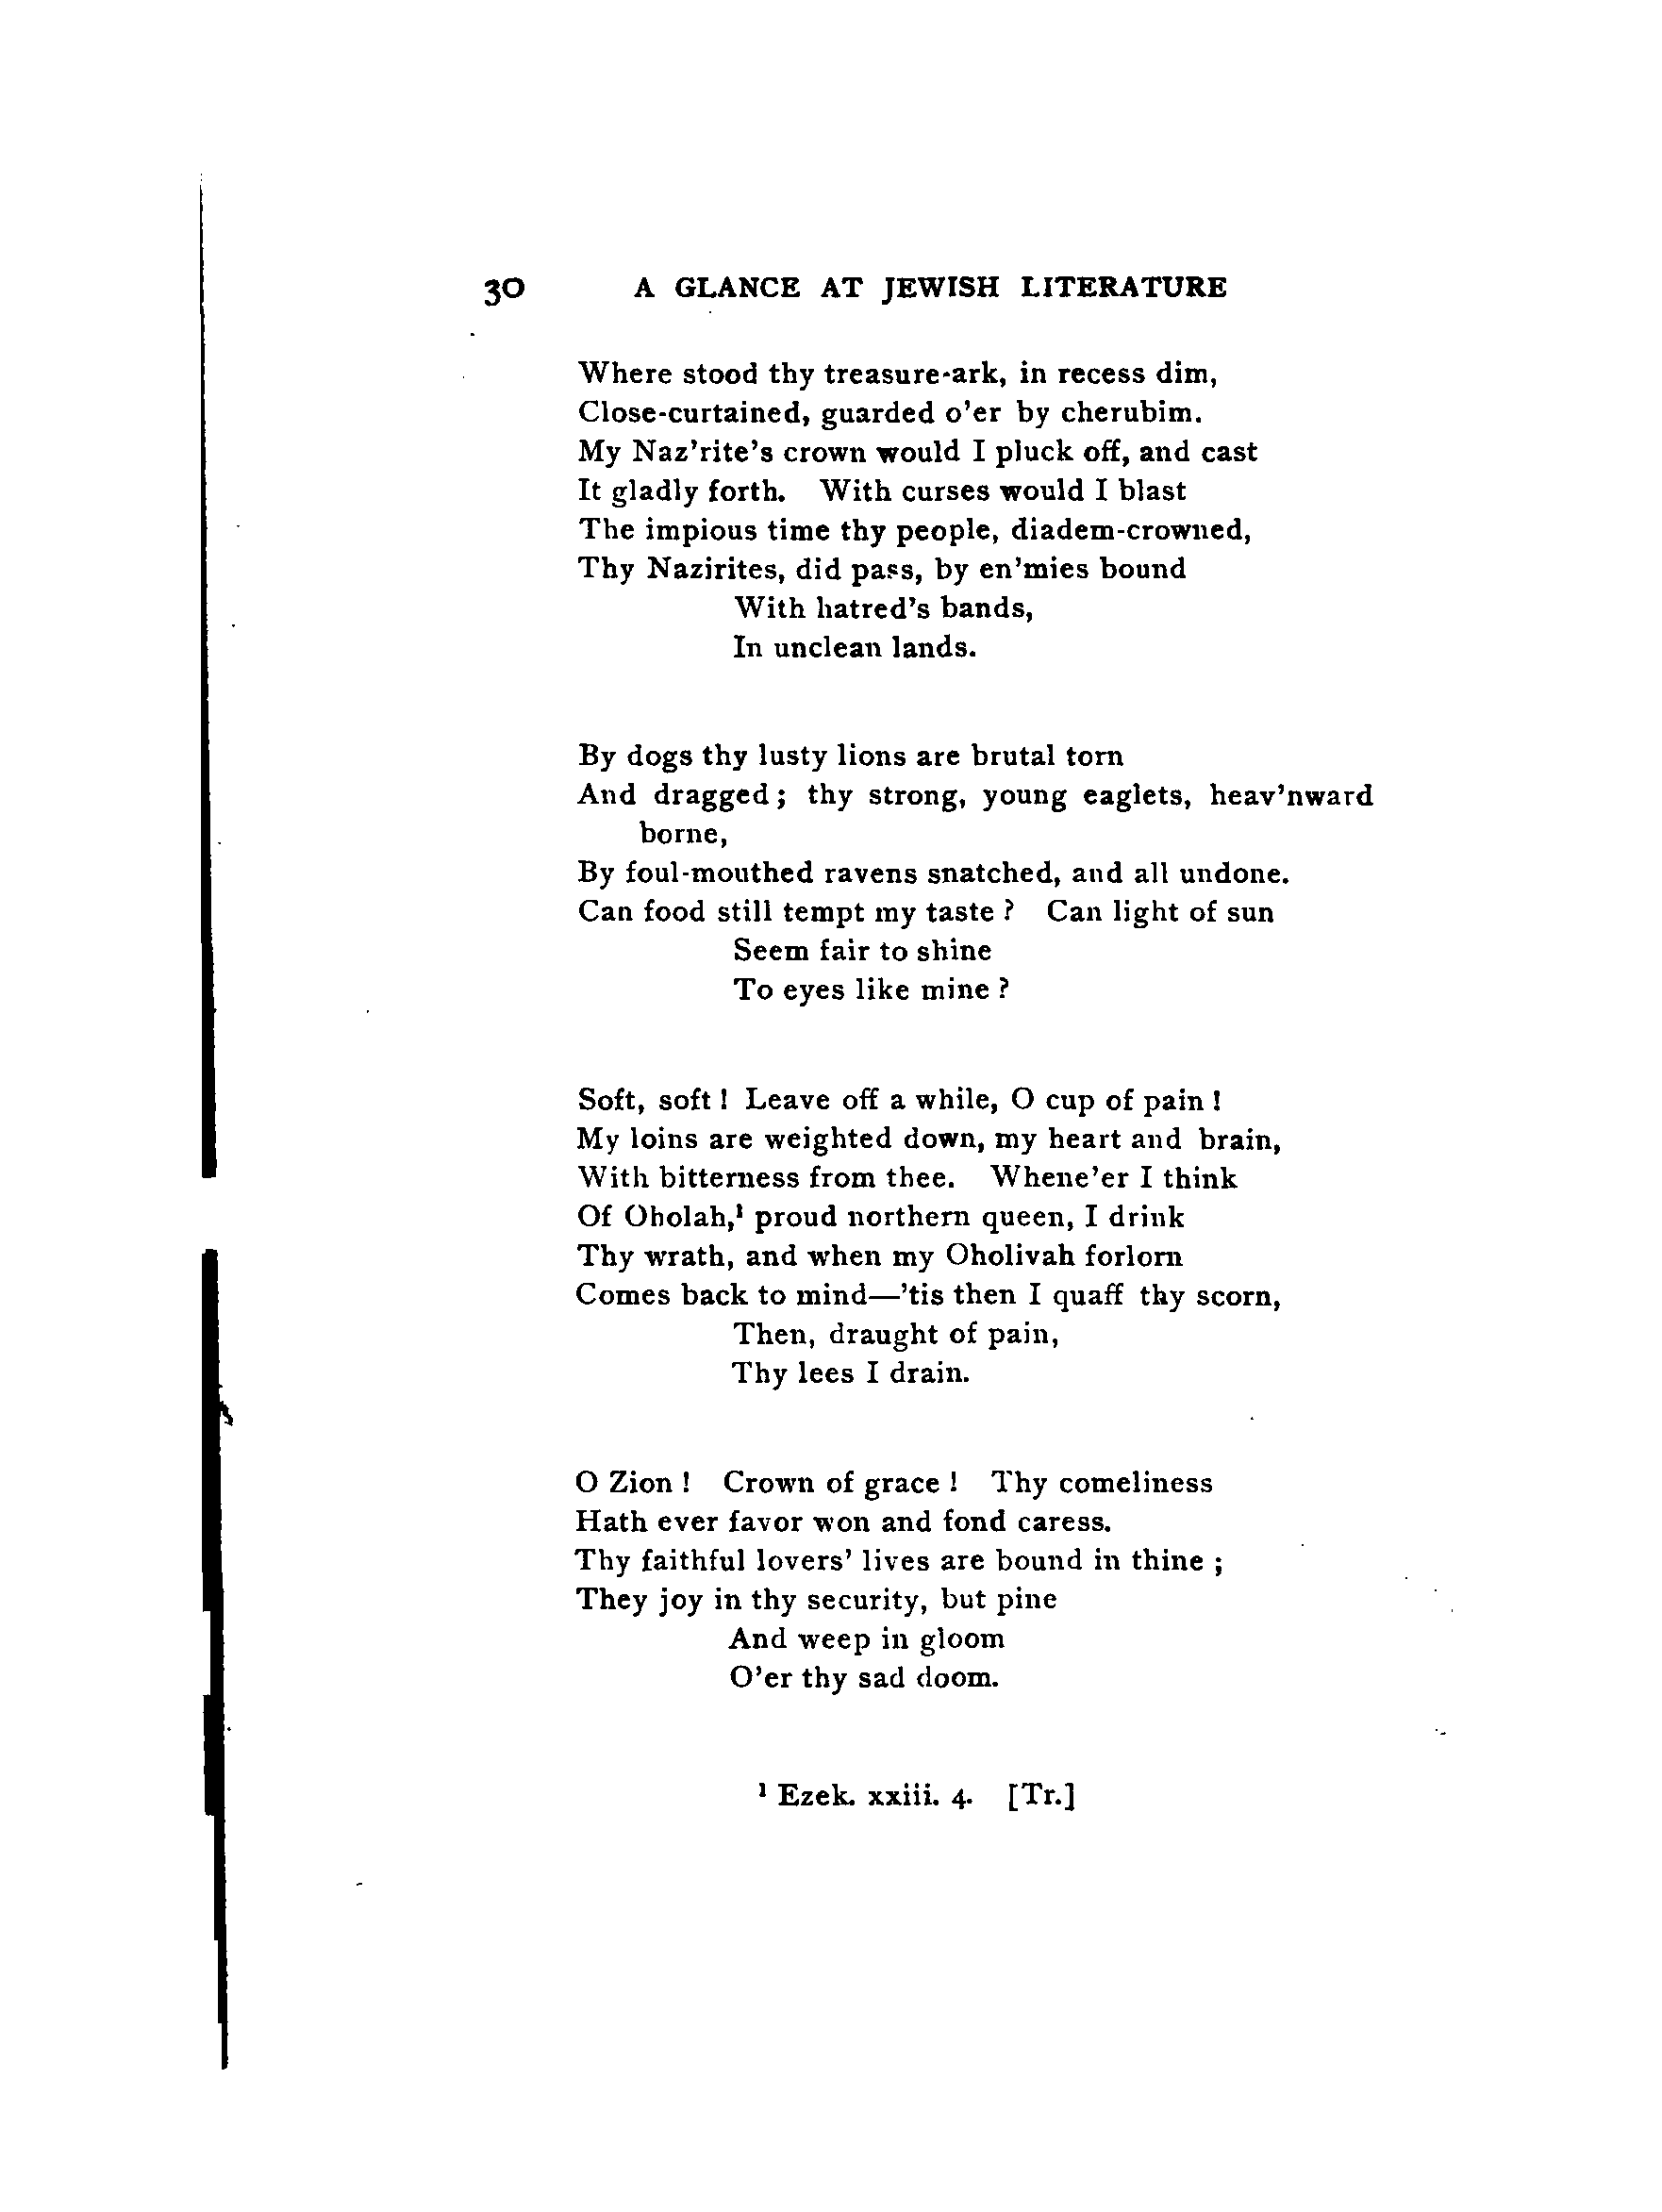 30 A GLANCE AT JEWISH LITERATURE
Where stood thy treasure-ark, in recess dim,
Close-curtained, guarded o'er by cherubim.
My Naz'rite's crown would I pluck off, and cast
It gladly forth. With curses would I blast
The impious time thy people, diadem-crowned,
Thy Nazirites, did pass, by en'mies bound
With hatred's bands,
In unclean lands.
By dogs thy lusty lions are brutal torn
And dragged; thy strong, young eaglets, heav'nward
borne,
By foul-mouthed ravens snatched, and all undone.
Can food still tempt my taste? Can light of sun
Seem fair to shine
To eyes like mine?
Soft, soft! Leave off a while, O cup of pain!
My loins are weighted down, my heart and brain,
With bitterness from thee. Whene'er I think
Of Oholah,¹ proud northern queen, I drink
Thy wrath, and when my Oholivah forlorn
Comes back to mind—'tis then I quaff thy scorn,
Then, draught of pain,
Thy lees I drain.
O Zion! Crown of grace! Thy comeliness
Hath ever favor won and fond caress.
Thy faithful lovers' lives are bound in thine;
They joy in thy security, but pine
And weep in gloom
O'er thy sad doom.
¹ Ezek. xxiii. 4. [Tr.]